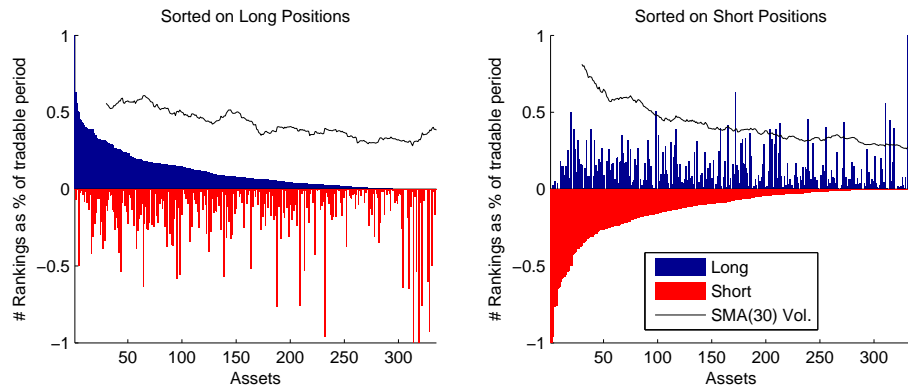 Sorted on Long Positions
# Rankings as % of tradable period
1
0.5
0
−0.5
−1
50
100
150
200
250
300
Assets
Sorted on Short Positions
# Rankings as % of tradable period
1
0.5
0
−0.5
−1
50
100
150
200
250
300
Assets
Long
Short
SMA(30) Vol.